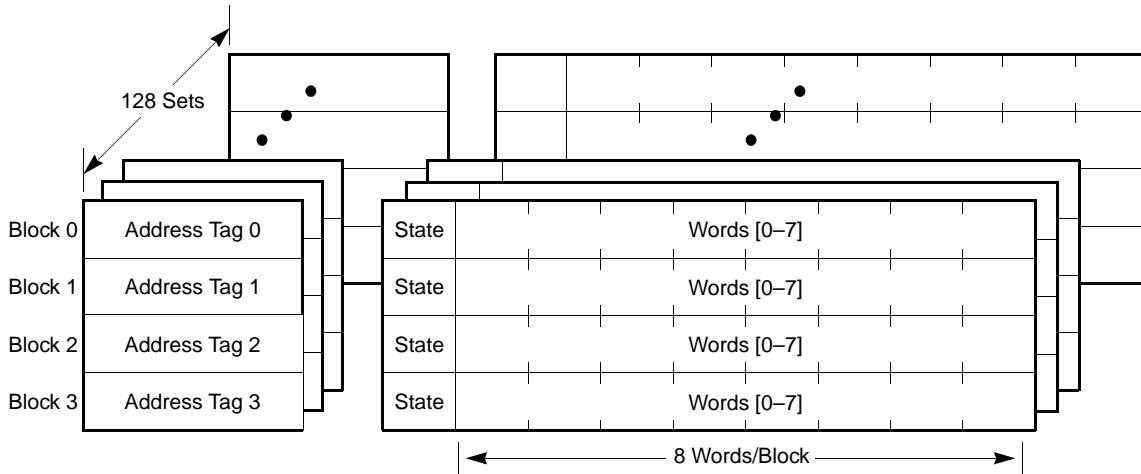 128 Sets
Block 0 Address Tag 0 State Words [0–7]
Block 1 Address Tag 1 State Words [0–7]
Block 2 Address Tag 2 State Words [0–7]
Block 3 Address Tag 3 State Words [0–7]
8 Words/Block